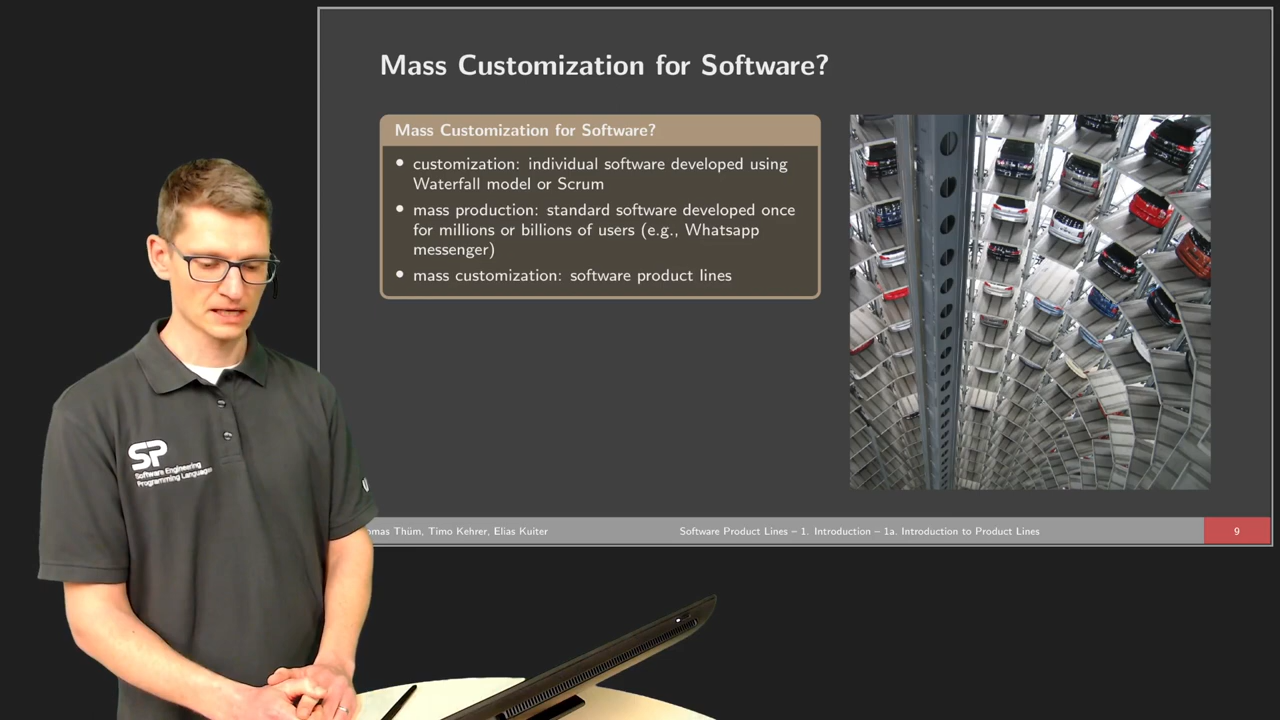 Mass Customization for Software?
Mass Customization for Software?
• customization: individual software developed using
Waterfall model or Scrum
• mass production: standard software developed once
for millions or billions of users (e.g., Whatsapp
messenger)
• mass customization: software product lines
SP
Software Engineering
Programming Languages
Thüm, Timo Kehrer, Elias Kuiter
Software Product Lines – 1. Introduction – 1a. Introduction to Product Lines
9